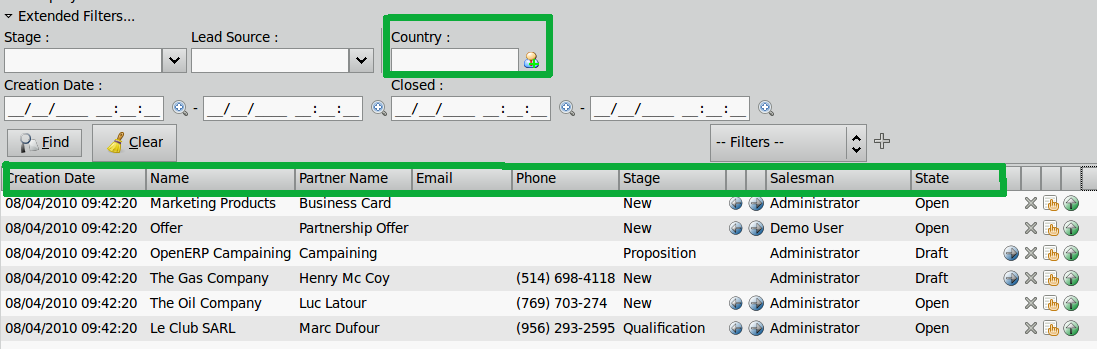 Extended Filters...
Stage : Lead Source : Country :
Creation Date : Closed :
__/__/____ __:__:__ - __/__/____ __:__:__ __/__/____ __:__:__ - __/__/____ __:__:__
Find Clear -- Filters --
Creation Date Name Partner Name Email Phone Stage Salesman State
08/04/2010 09:42:20 Marketing Products Business Card New Administrator Open
08/04/2010 09:42:20 Offer Partnership Offer New Demo User Open
08/04/2010 09:42:20 OpenERP Campaining Campaining Proposition Administrator Draft
08/04/2010 09:42:20 The Gas Company Henry Mc Coy (514) 698-4118 New Administrator Draft
08/04/2010 09:42:20 The Oil Company Luc Latour (769) 703-274 New Administrator Open
08/04/2010 09:42:20 Le Club SARL Marc Dufour (956) 293-2595 Qualification Administrator Open